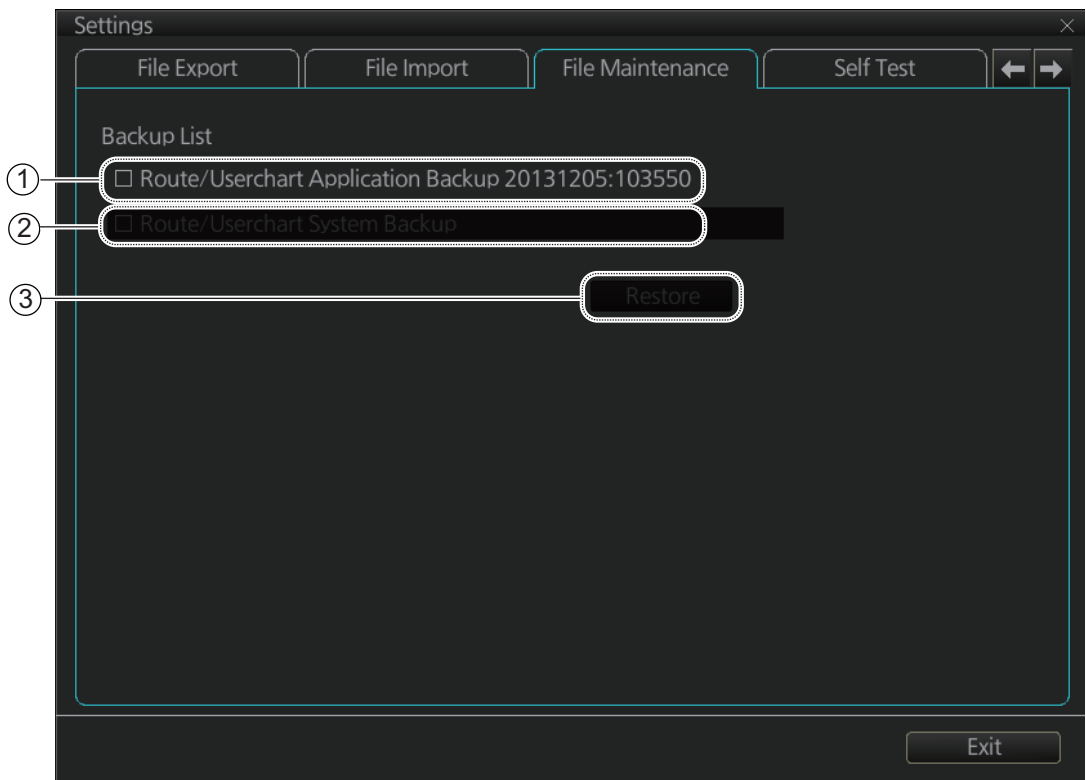 Settings
File Export File Import File Maintenance Self Test
Backup List
① Route/Userchart Application Backup 20131205:103550
② Route/Userchart System Backup
③ Restore
Exit